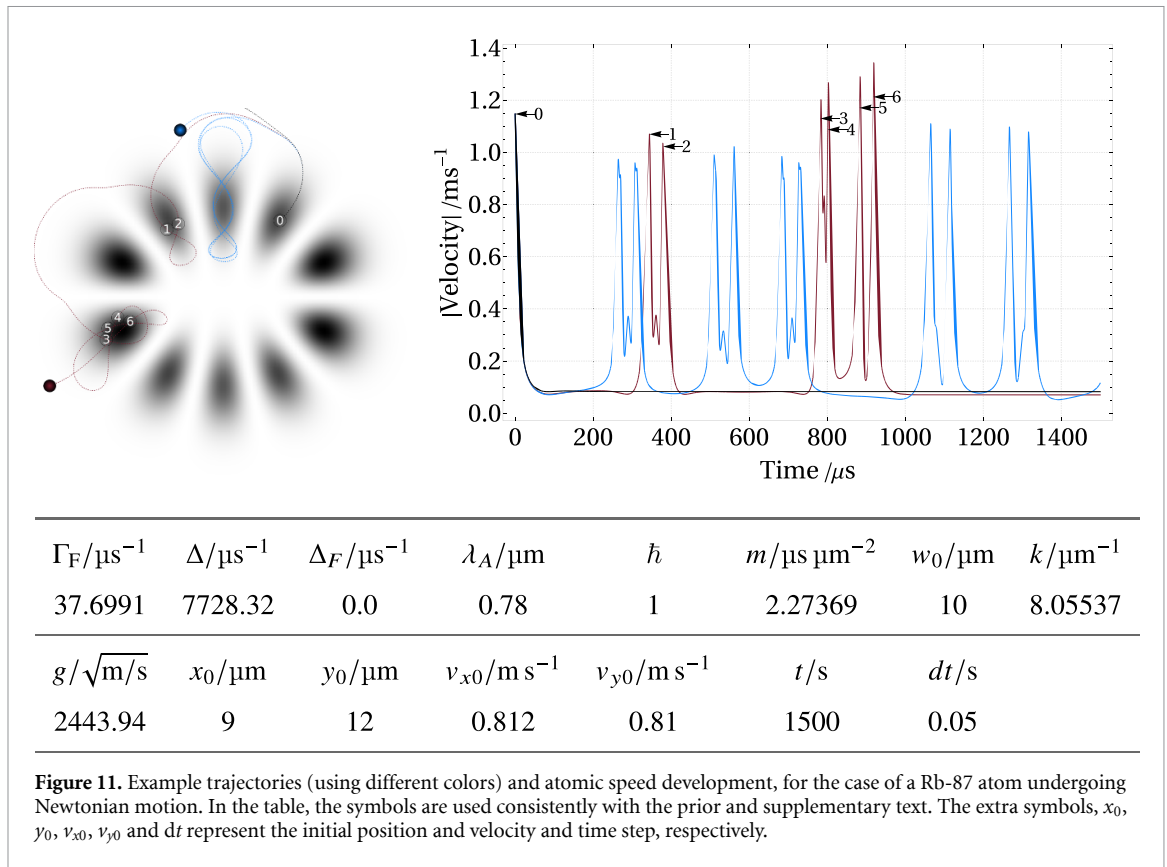 1
2
0
4
5
6
3
|Velocity| /ms⁻¹
1.4
1.2
1.0
0.8
0.6
0.4
0.2
0.0
0
1
2
3
4
5
6
0 200 400 600 800 1000 1200 1400
Time /μs
Γ_F/μs⁻¹ Δ/μs⁻¹ Δ_F/μs⁻¹ λ_A/μm ℏ m/μs μm⁻² w₀/μm k/μm⁻¹
37.6991 7728.32 0.0 0.78 1 2.27369 10 8.05537
g/√m/s x₀/μm y₀/μm v_x0/m s⁻¹ v_y0/m s⁻¹ t/s dt/s
2443.94 9 12 0.812 0.81 1500 0.05
Figure 11. Example trajectories (using different colors) and atomic speed development, for the case of a Rb-87 atom undergoing
Newtonian motion. In the table, the symbols are used consistently with the prior and supplementary text. The extra symbols, x₀,
y₀, v_x0, v_y0 and dt represent the initial position and velocity and time step, respectively.